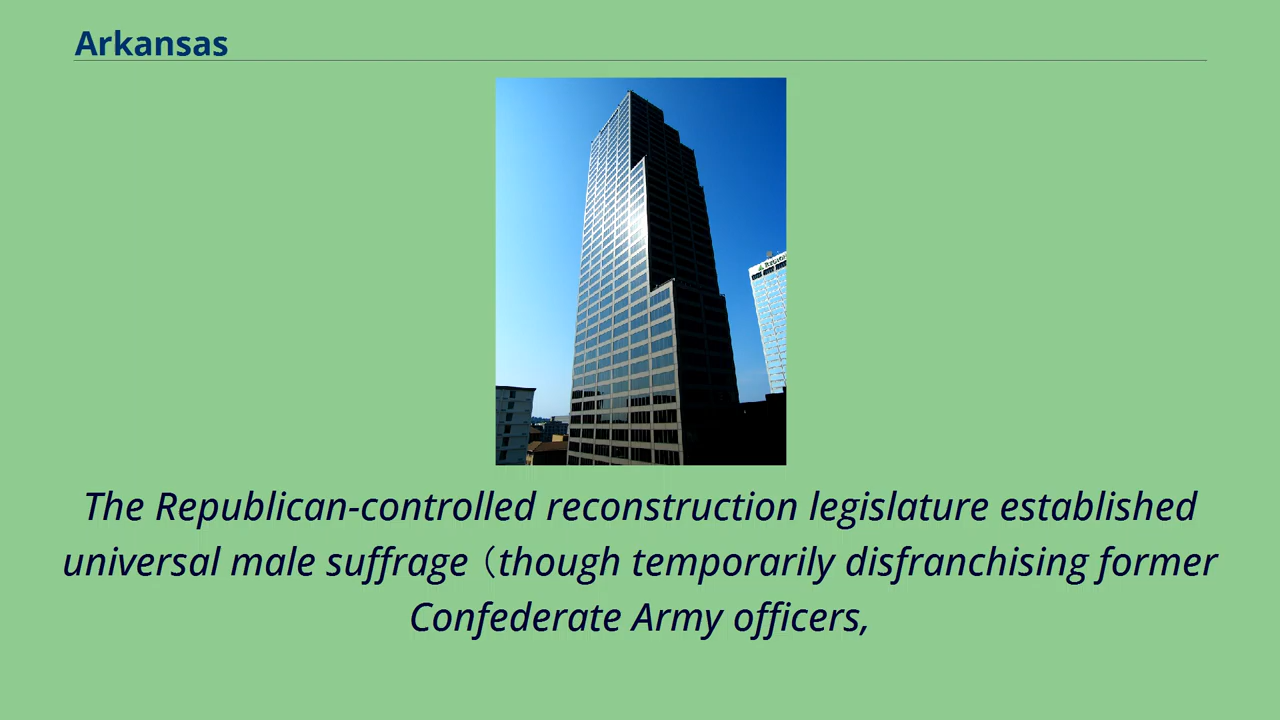 Arkansas
The Republican-controlled reconstruction legislature established
universal male suffrage（though temporarily disfranchising former
Confederate Army officers,